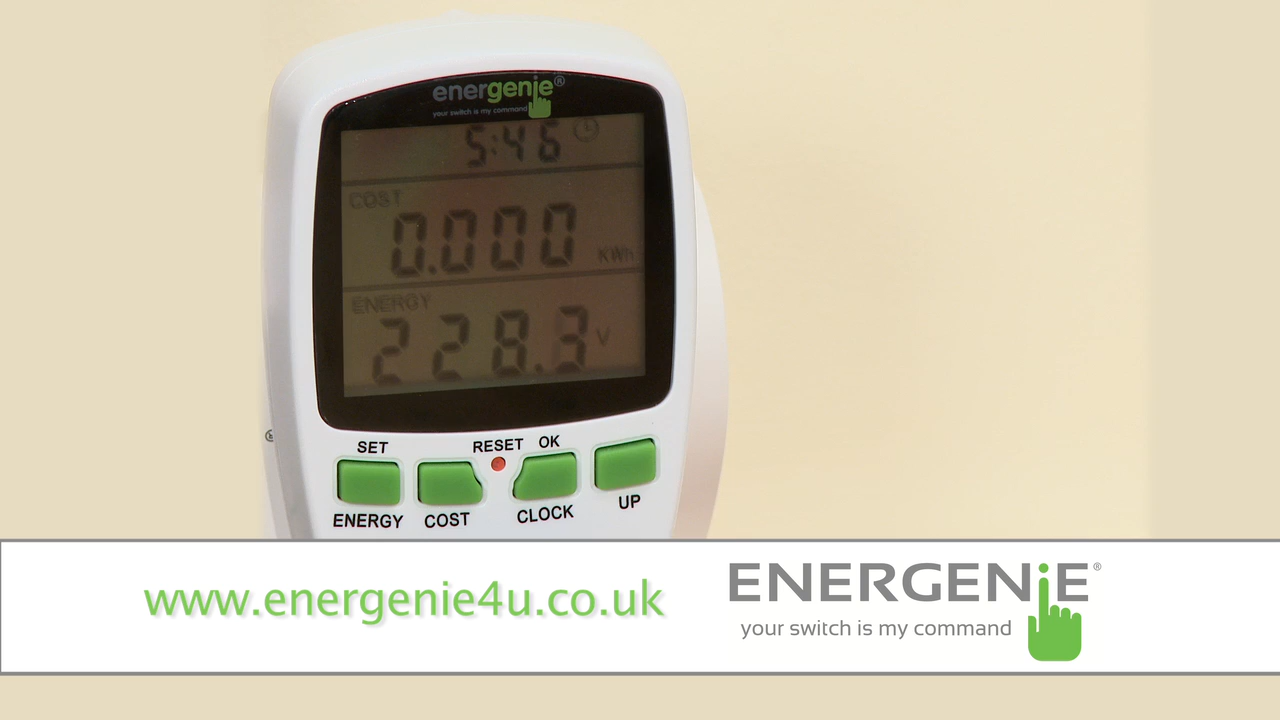 energenie®
your switch is my command
5:46
COST
0.000 KWh
ENERGY
228.3 V
SET RESET OK
ENERGY COST CLOCK UP
www.energenie4u.co.uk
ENERGENiE®
your switch is my command